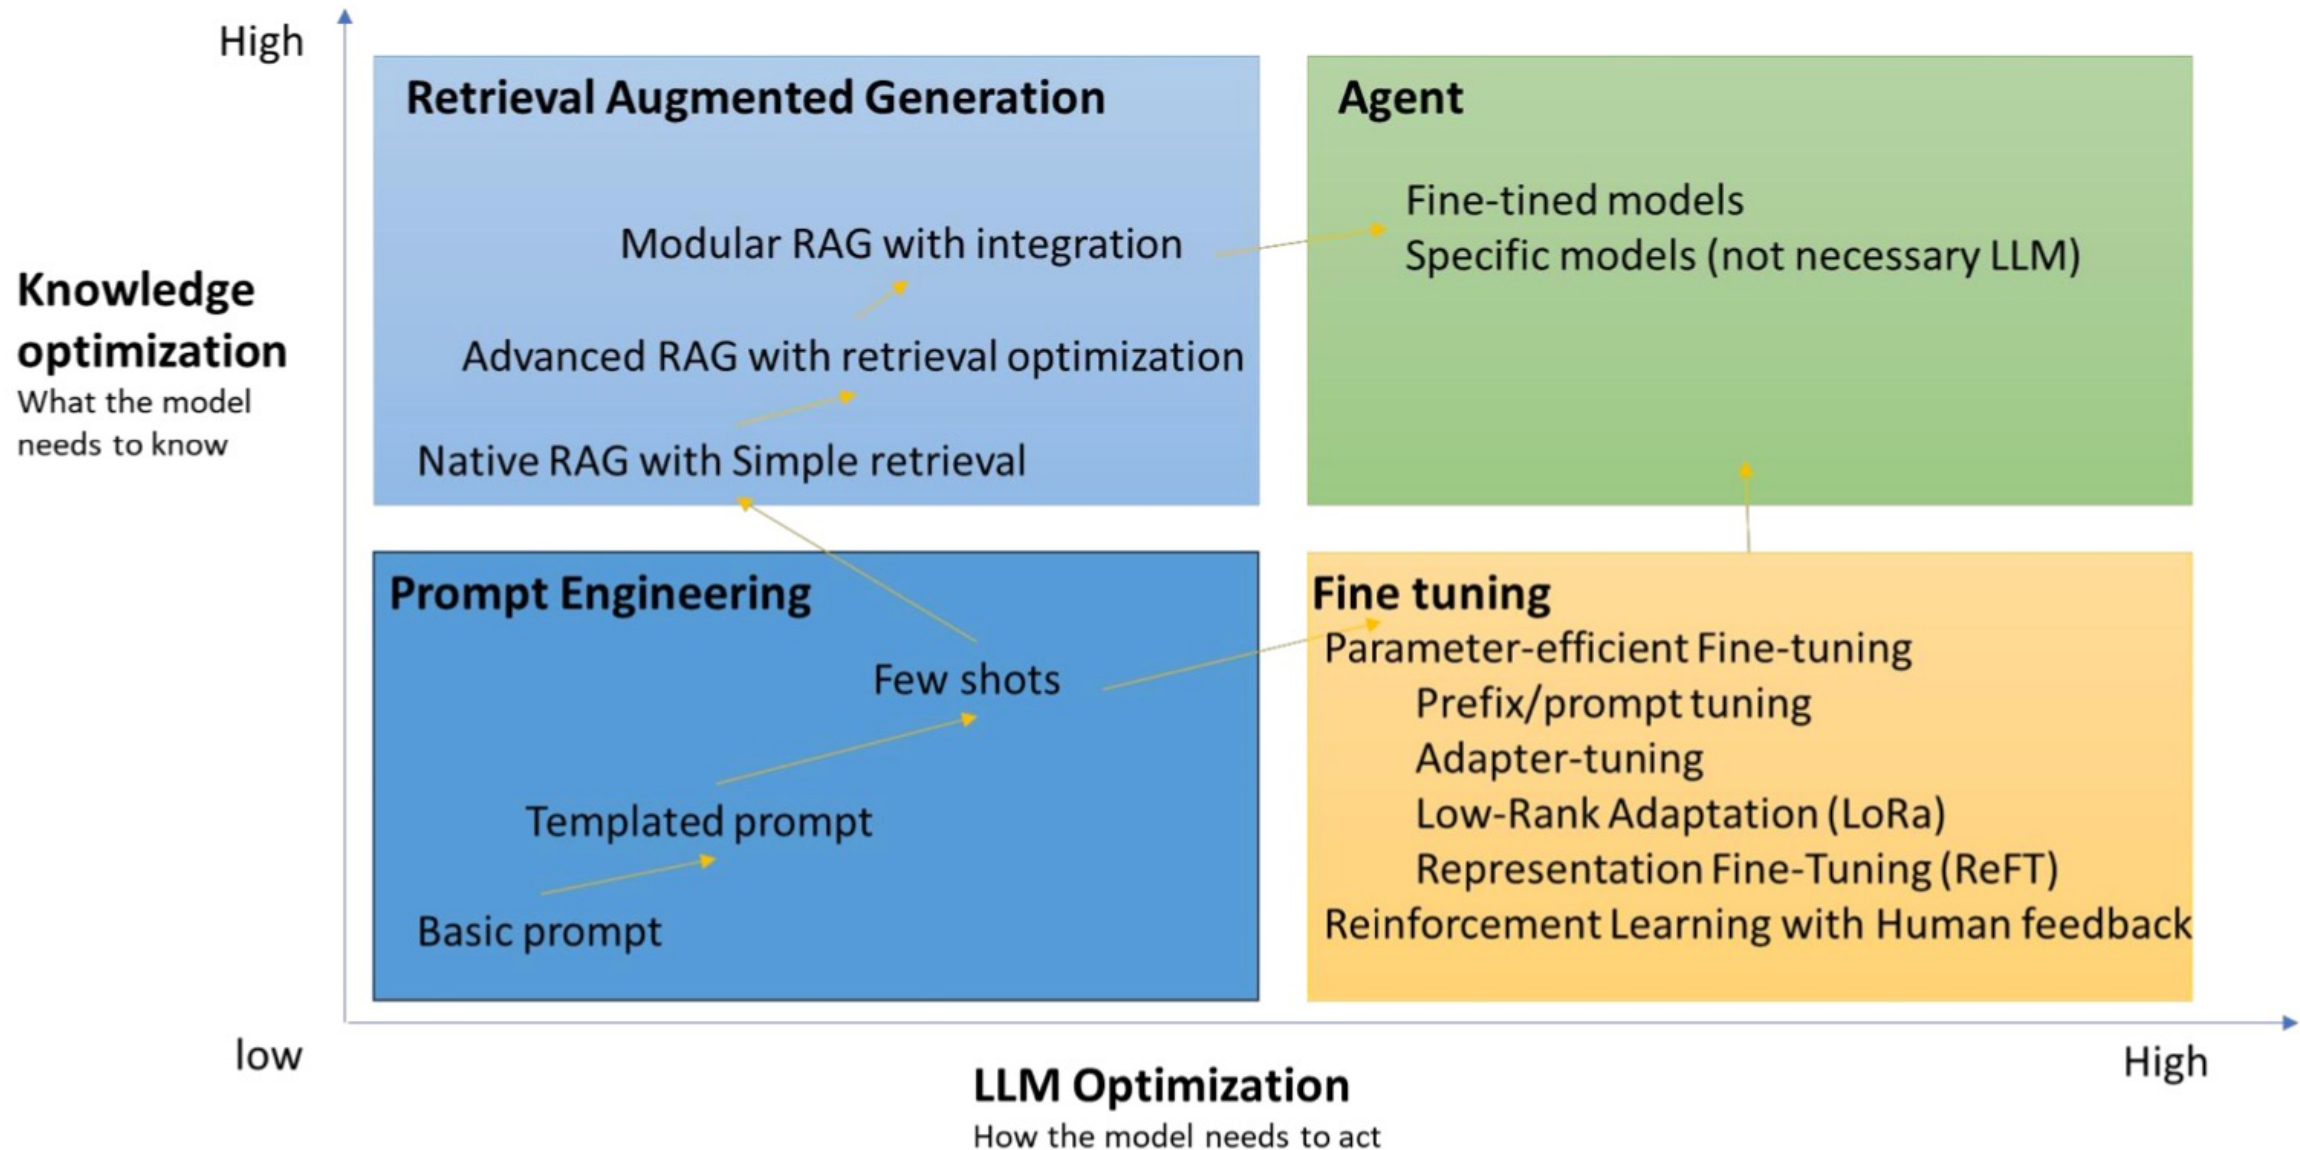 High
Knowledge
optimization
What the model
needs to know
low
Retrieval Augmented Generation
Modular RAG with integration
Advanced RAG with retrieval optimization
Native RAG with Simple retrieval
Agent
Fine-tined models
Specific models (not necessary LLM)
Prompt Engineering
Few shots
Templated prompt
Basic prompt
Fine tuning
Parameter-efficient Fine-tuning
Prefix/prompt tuning
Adapter-tuning
Low-Rank Adaptation (LoRa)
Representation Fine-Tuning (ReFT)
Reinforcement Learning with Human feedback
High
LLM Optimization
How the model needs to act